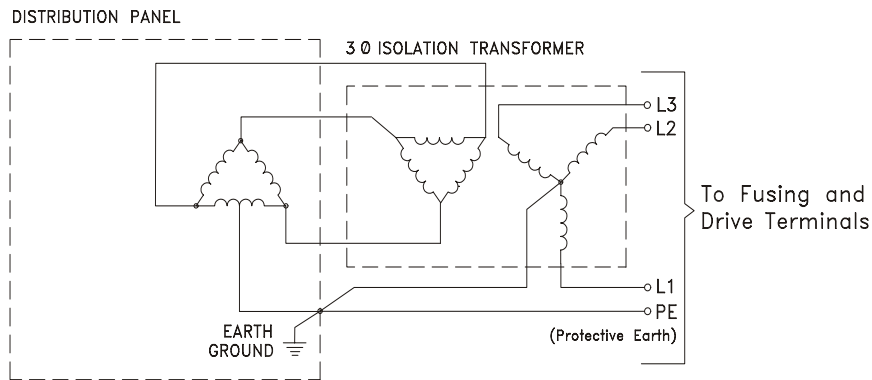 DISTRIBUTION PANEL
3 Ø ISOLATION TRANSFORMER
L3
L2
To Fusing and
Drive Terminals
L1
PE
(Protective Earth)
EARTH
GROUND